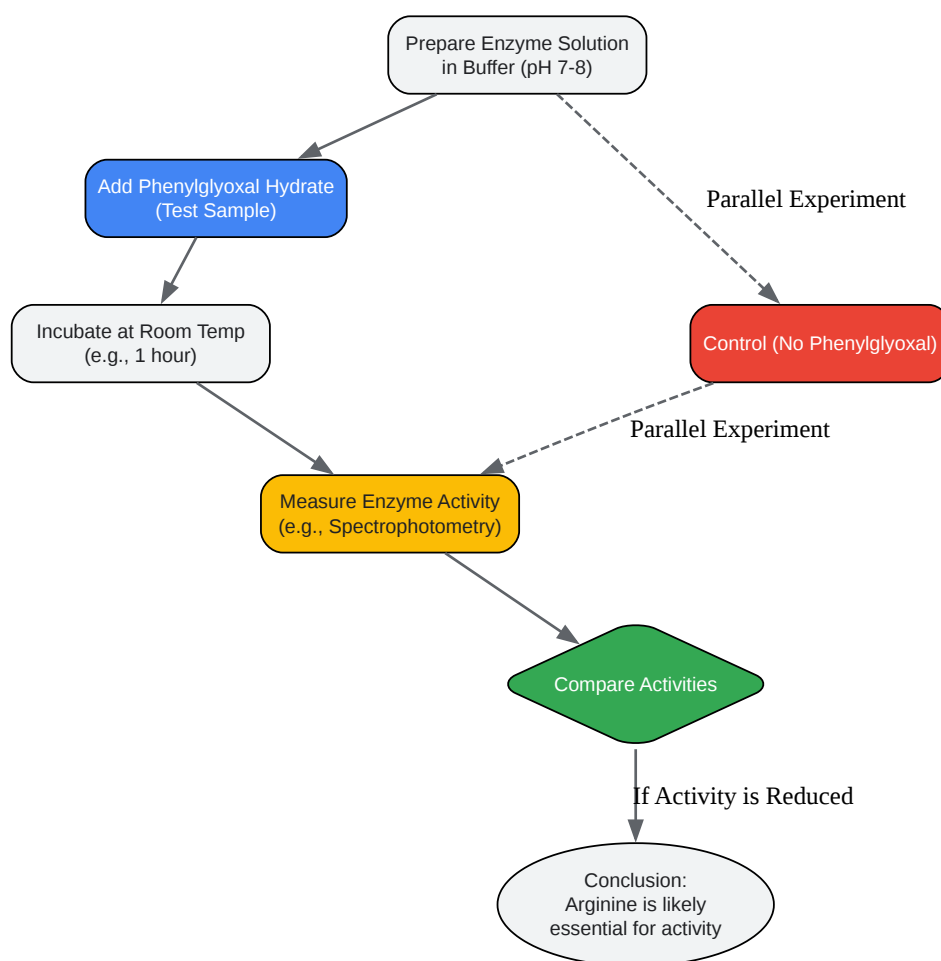 Prepare Enzyme Solution
in Buffer (pH 7-8)
Add Phenylglyoxal Hydrate
(Test Sample)
Parallel Experiment
Incubate at Room Temp
(e.g., 1 hour)
Control (No Phenylglyoxal)
Parallel Experiment
Measure Enzyme Activity
(e.g., Spectrophotometry)
Compare Activities
If Activity is Reduced
Conclusion:
Arginine is likely
essential for activity